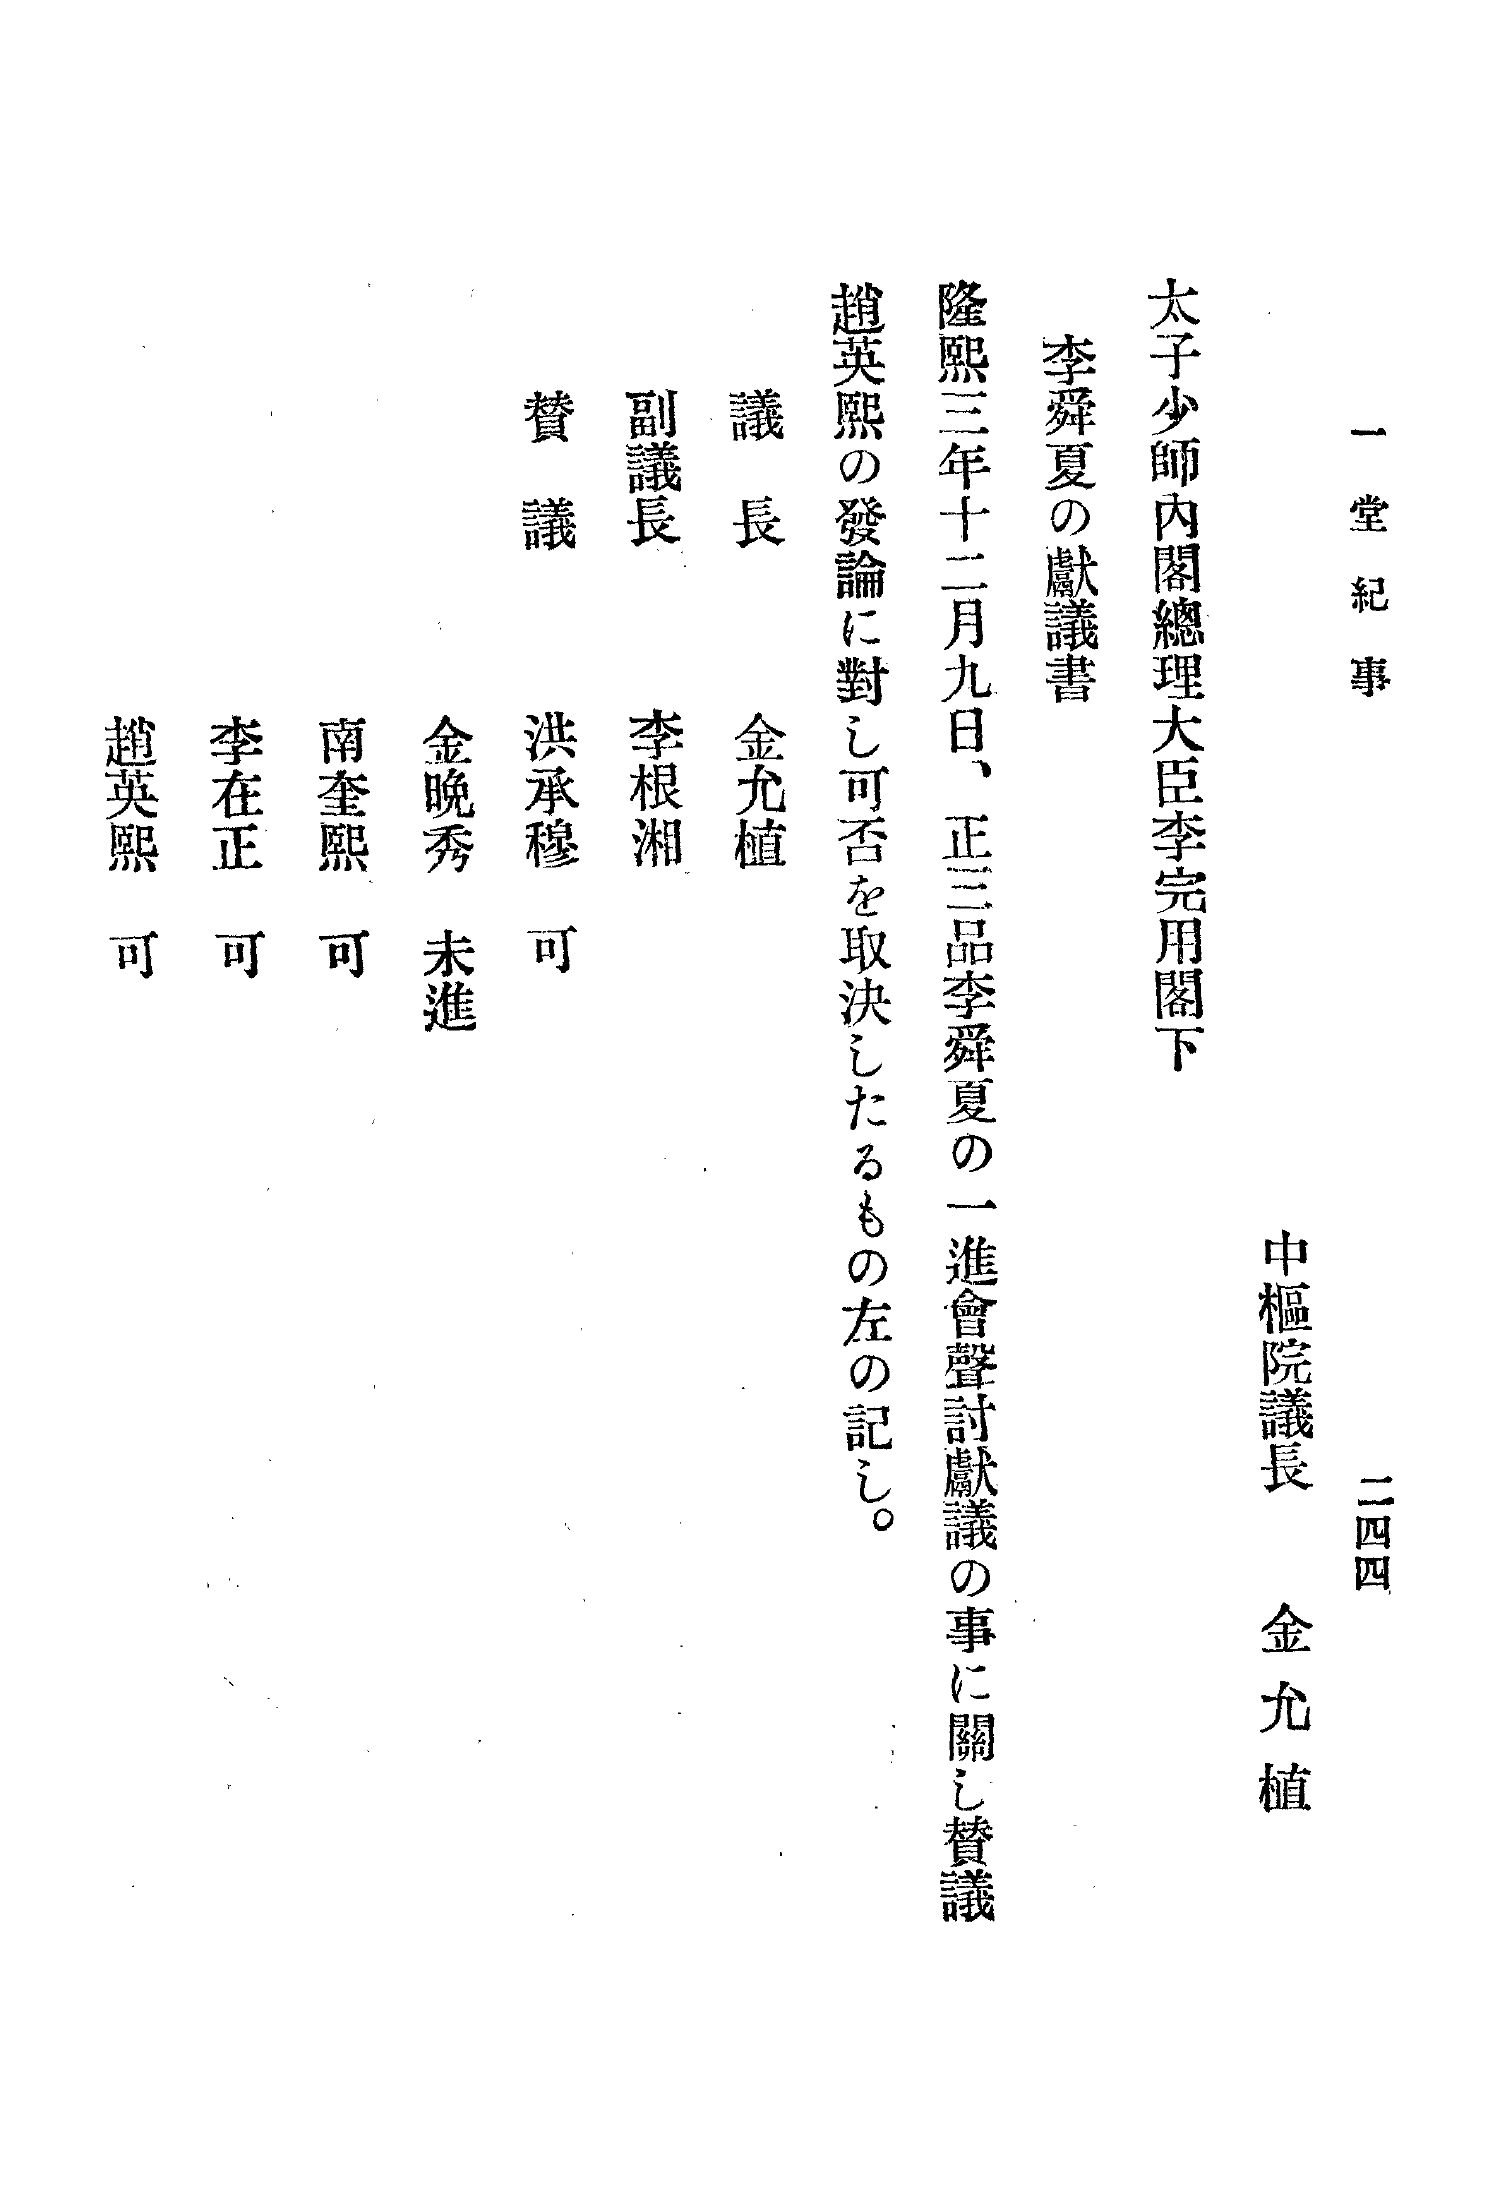 一堂紀事 二四四
中樞院議長 金允植
太子少師內閣總理大臣李完用閣下
李舜夏の獻議書
隆熙三年十二月九日、正三品李舜夏の一進會聲討獻議の事に關し贊議
趙英熙の發論に對し可否を取決したるもの左の記し。
議長 金允植
副議長 李根湘
贊議 洪承穆 可
金晩秀 未進
南奎熙 可
李在正 可
趙英熙 可